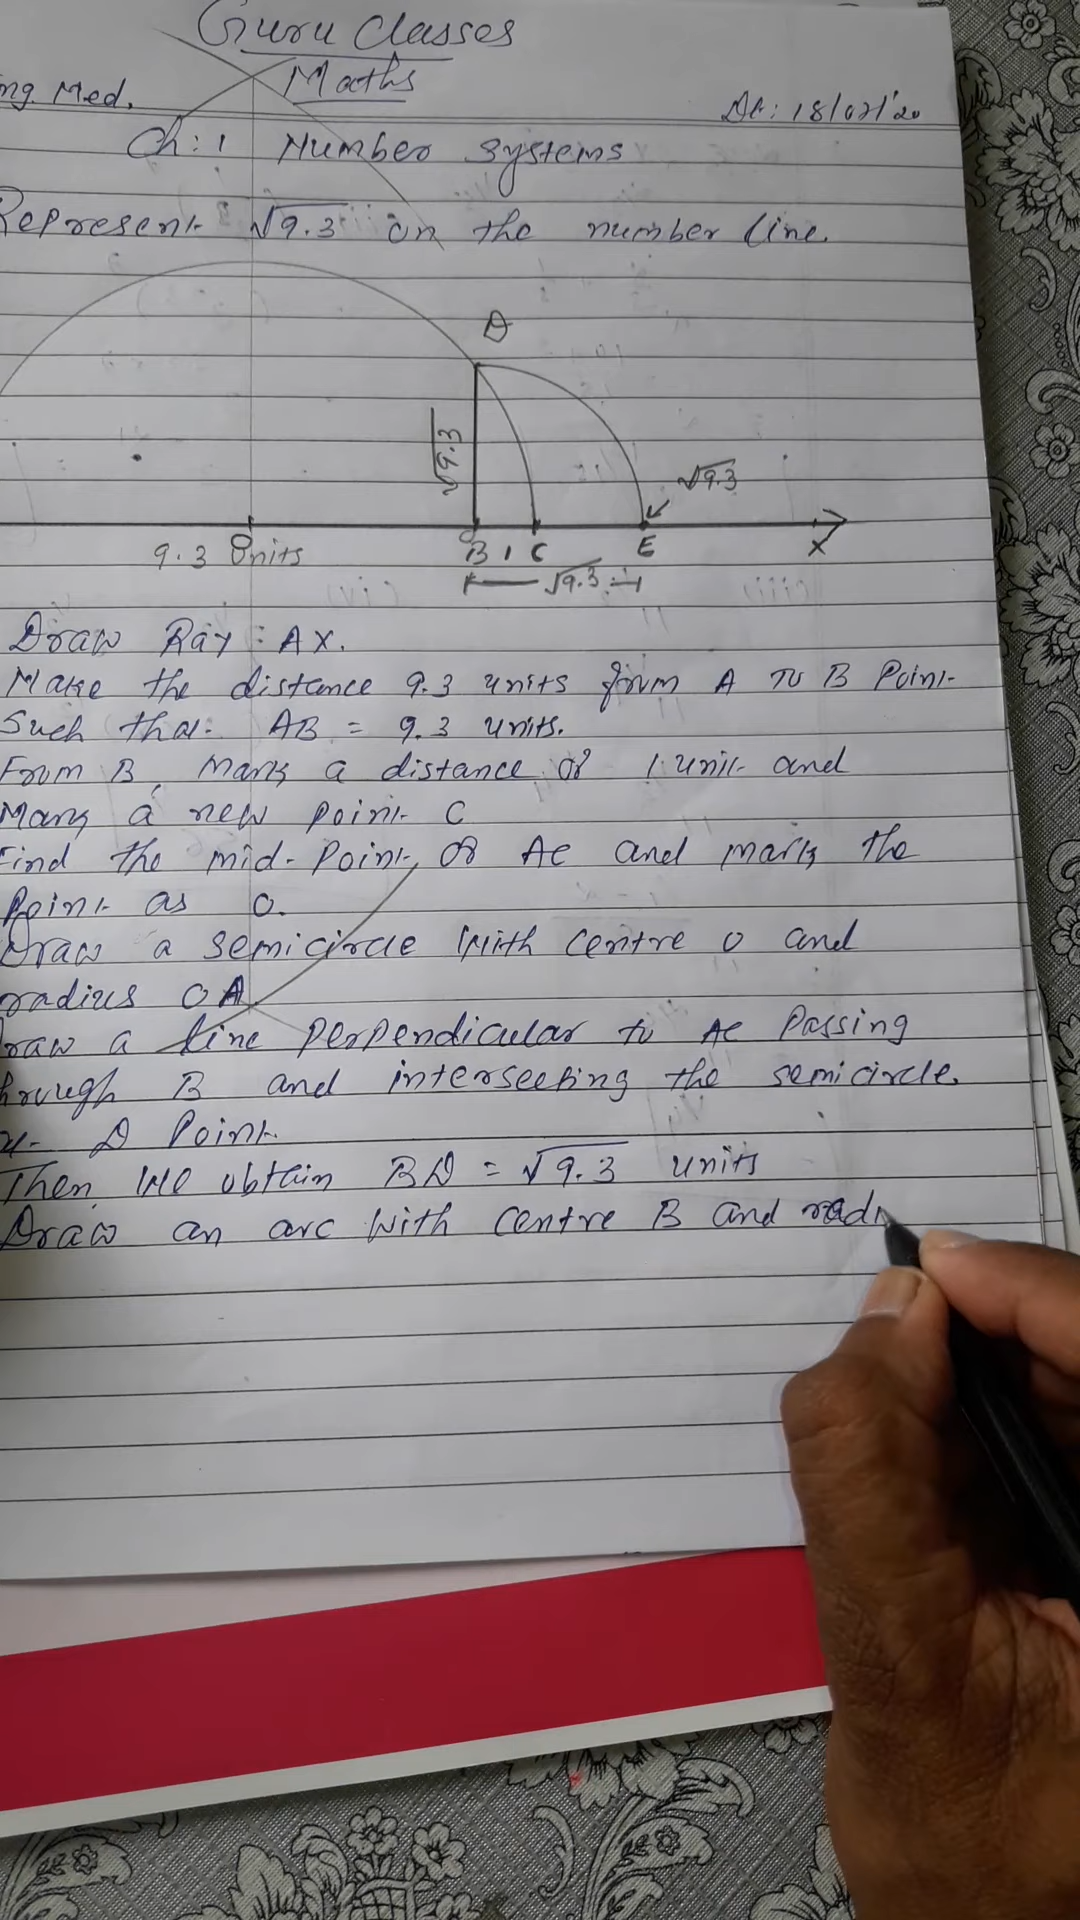 Guru Classes
Maths
ng. Med.
Dt: 18/07/'20
Ch: 1 Number Systems
Represent √9.3 on the number line.
D
√9.3
√9.3
9.3 Units
O
B 1 C
E
X
√9.3
Draw Ray: AX.
Make the distance 9.3 units from A to B Point
Such that AB = 9.3 units.
From B, Mark a distance of 1 unit and
Mark a new point C
Find the mid-point of AC and mark the
Point as O.
Draw a semicircle with centre O and
radius OA
raw a line perpendicular to AC Passing
hrough B and intersecting the semicircle.
at D Point.
Then, We obtain BD = √9.3 units
Draw an arc with centre B and radi